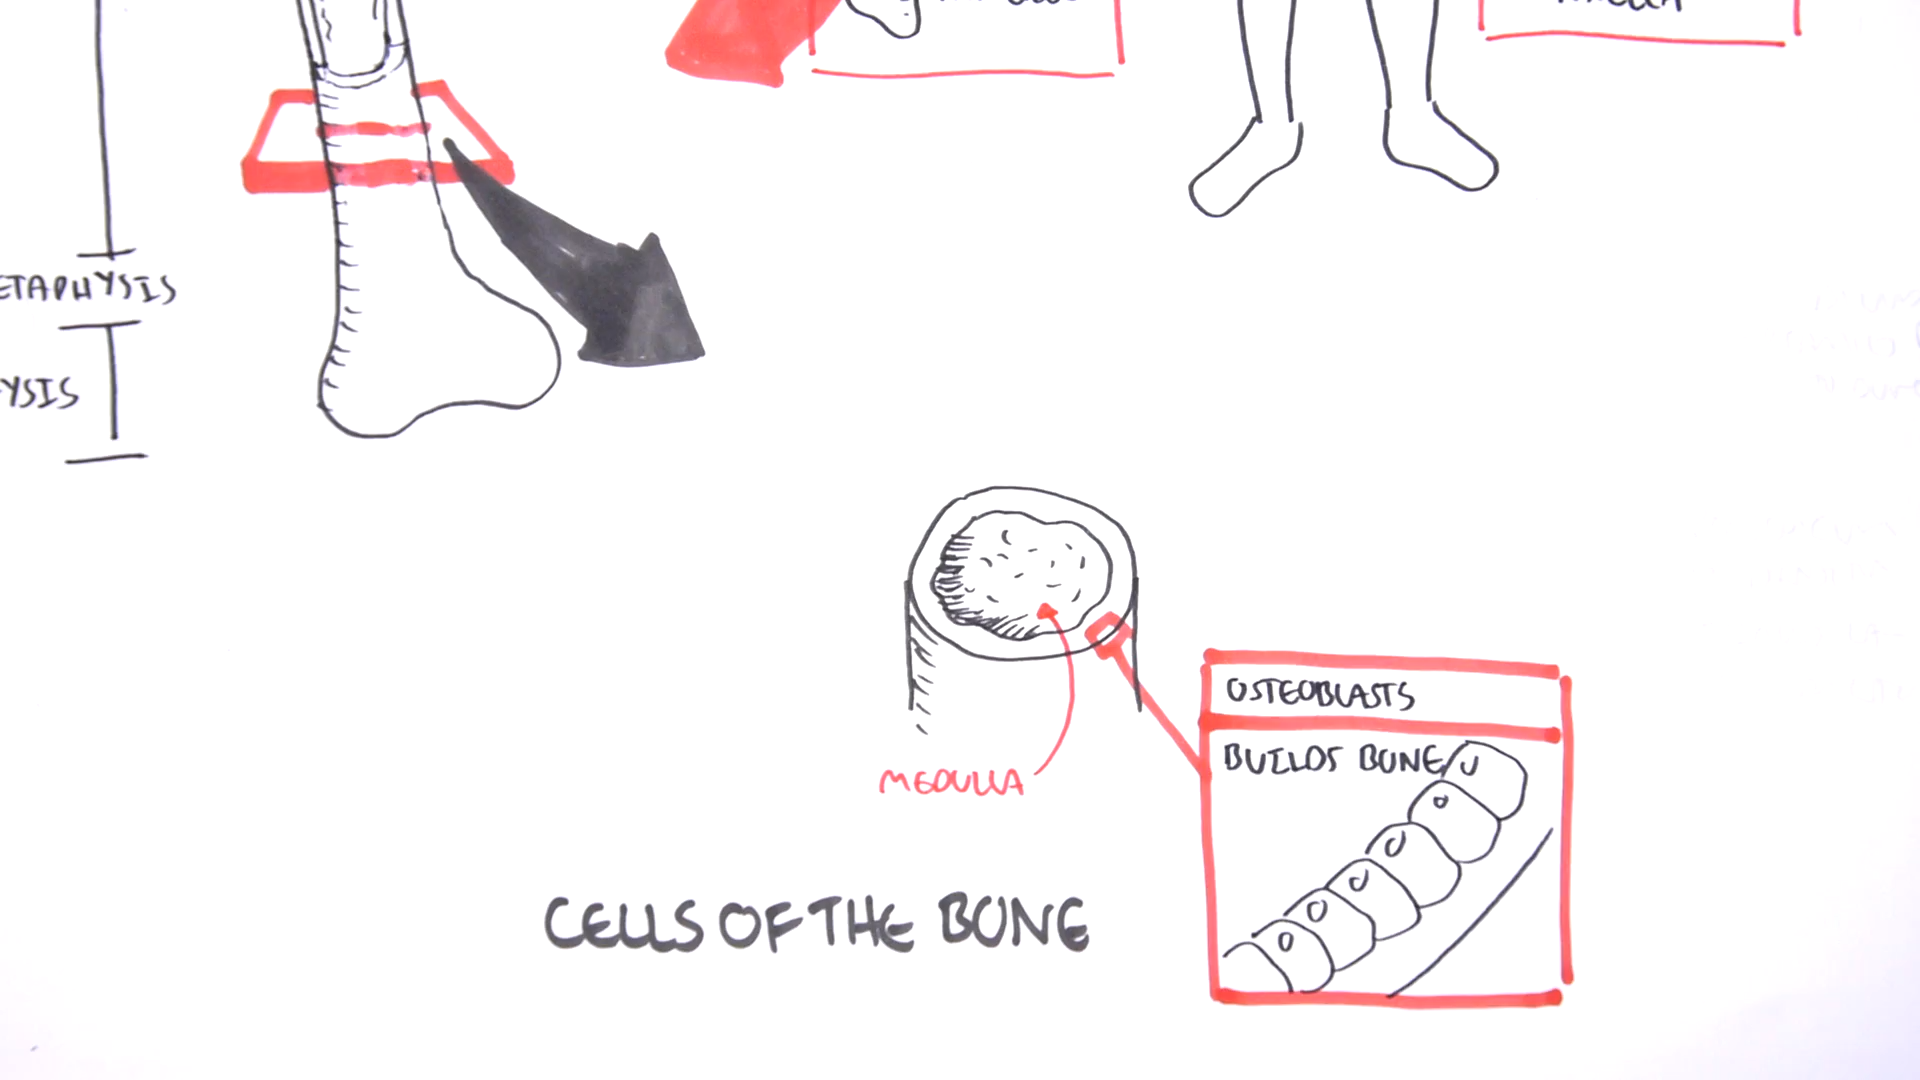 ETAPHYSIS
YSIS
MEDULLA
OSTEOBLASTS
BUILDS BONE
CELLS OF THE BONE